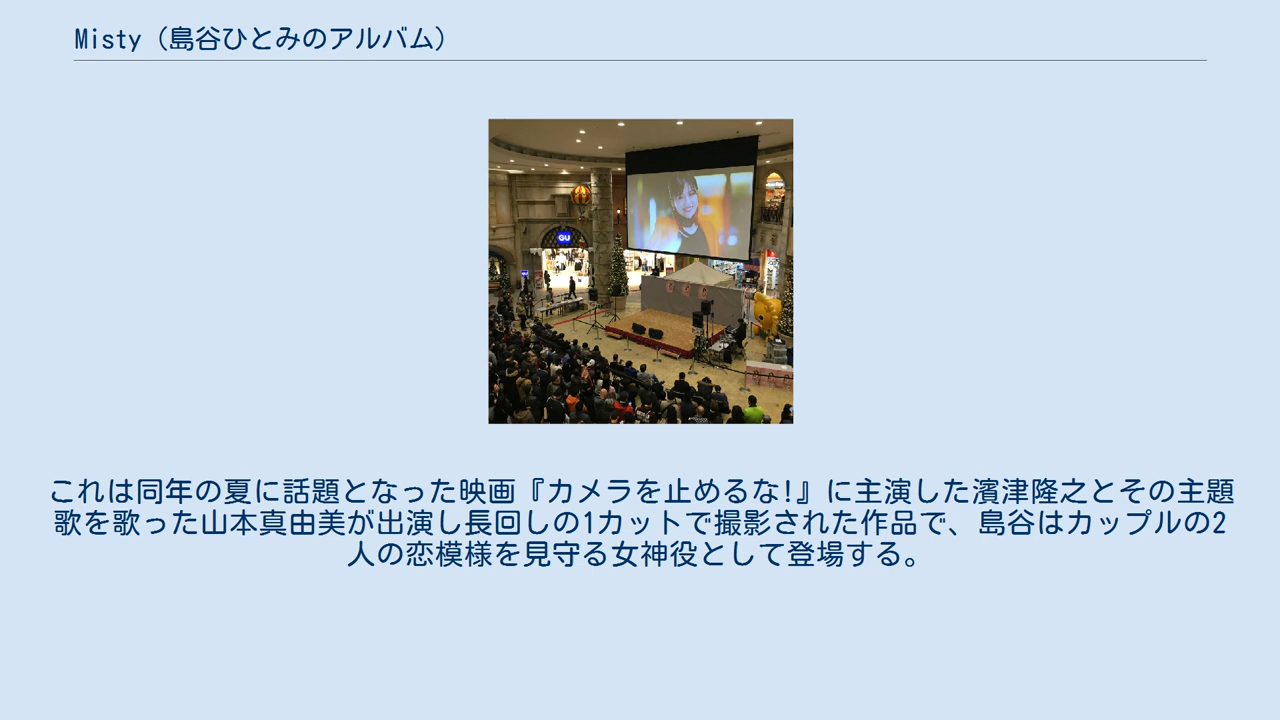 Misty（島谷ひとみのアルバム）
GU
これは同年の夏に話題となった映画『カメラを止めるな!』に主演した濱津隆之とその主題
歌を歌った山本真由美が出演し長回しの1カットで撮影された作品で、島谷はカップルの2
人の恋模様を見守る女神役として登場する。